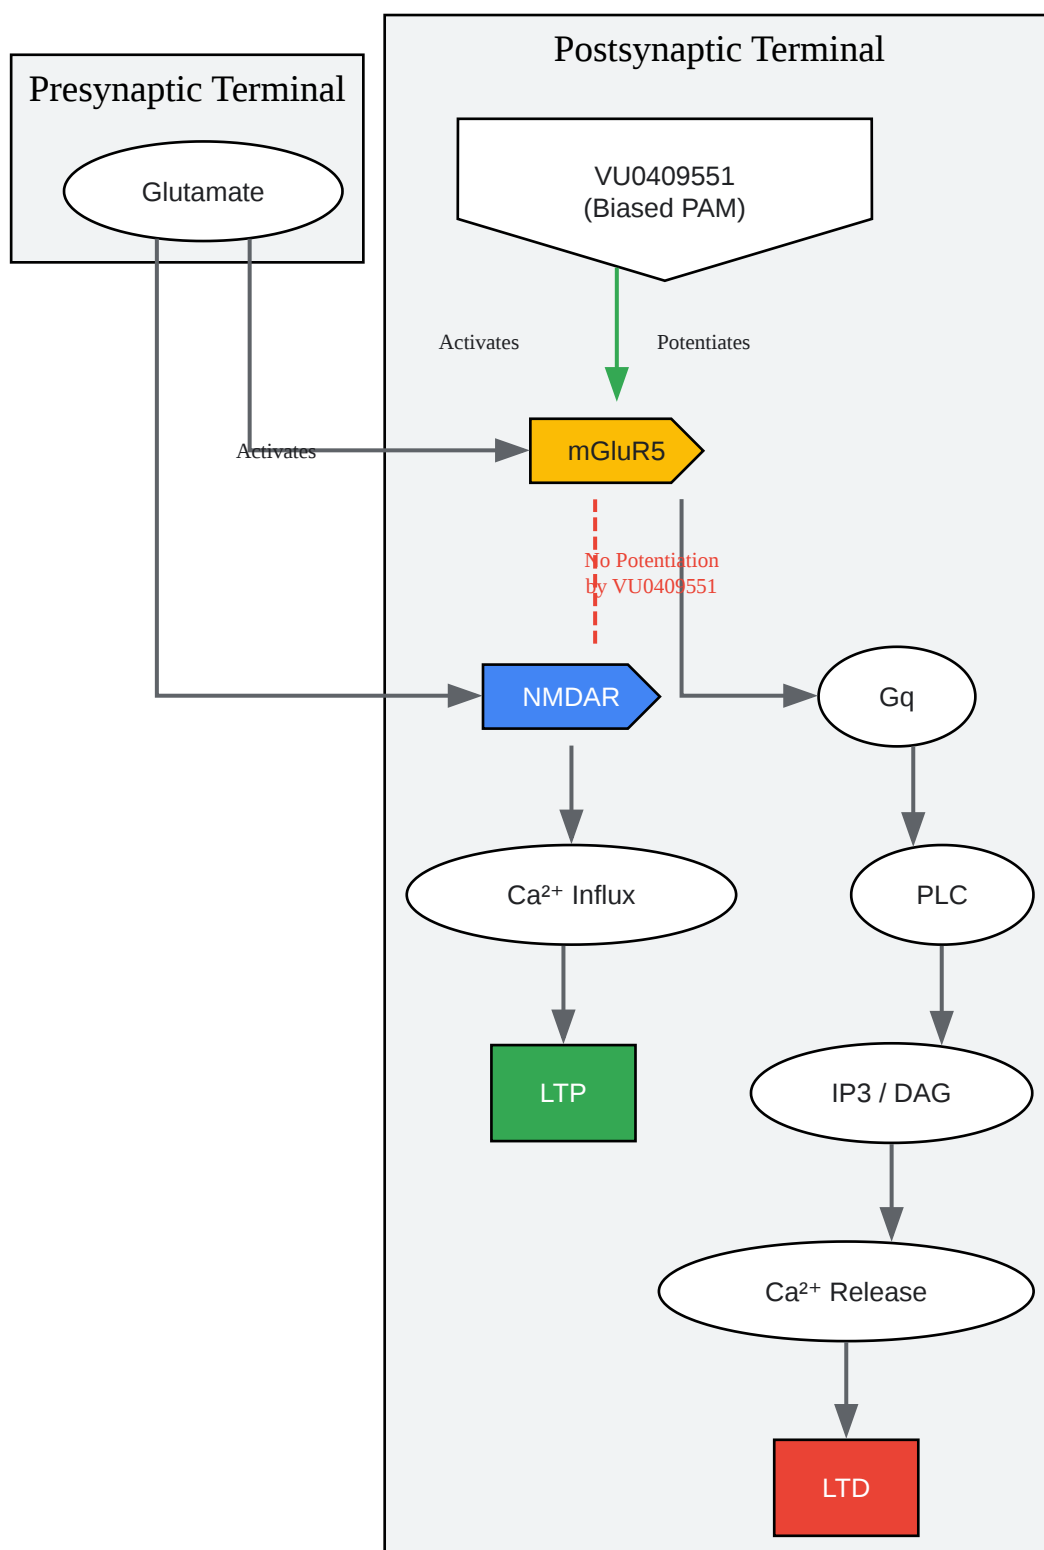 Presynaptic Terminal
Glutamate
Postsynaptic Terminal
VU0409551
(Biased PAM)
Activates
Potentiates
Activates
mGluR5
No Potentiation
by VU0409551
NMDAR
Gq
Ca²⁺ Influx
PLC
LTP
IP3 / DAG
Ca²⁺ Release
LTD